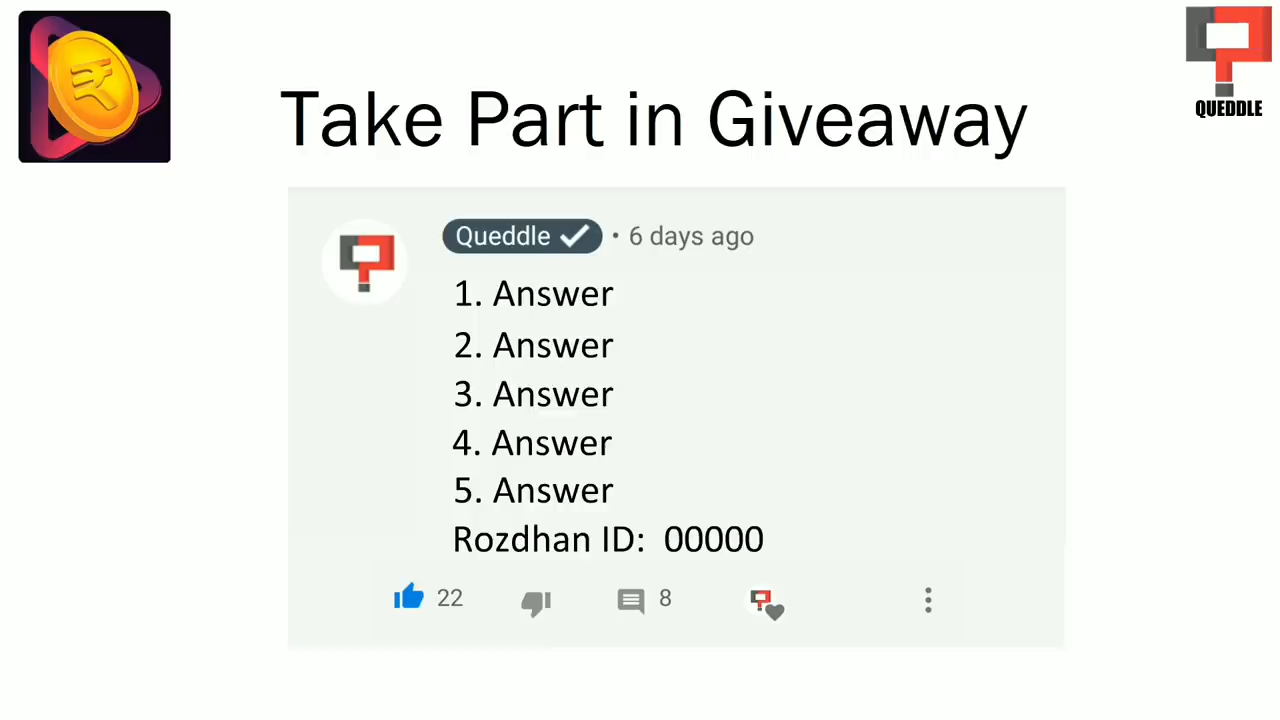 QUEDDLE
Take Part in Giveaway
Queddle • 6 days ago
1. Answer
2. Answer
3. Answer
4. Answer
5. Answer
Rozdhan ID: 00000
22 8